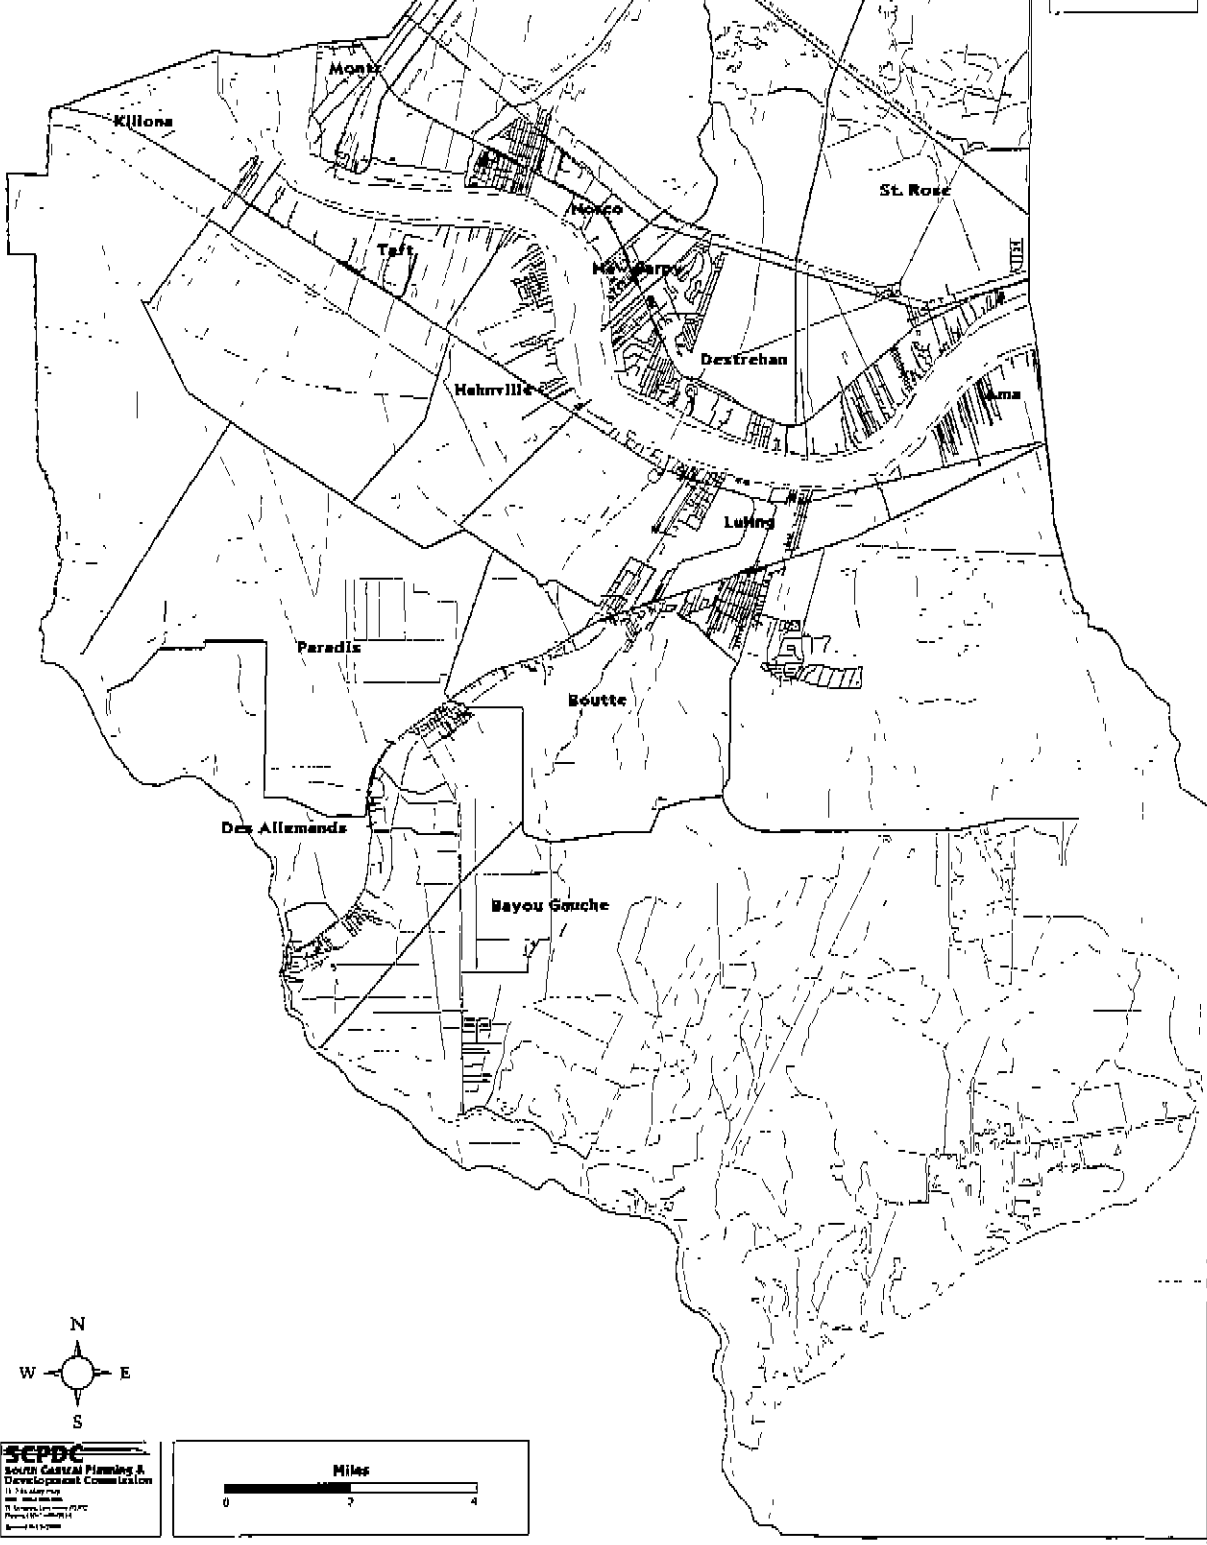 Montz
Killona
St. Rose
Norco
Taft
New Sarpy
Destrehan
Hahnville
Ama
Luling
Paradis
Boutte
Des Allemands
Bayou Gauche
N
W E
S
SCPDC
South Central Planning &
Development Commission
Miles
0 2 4